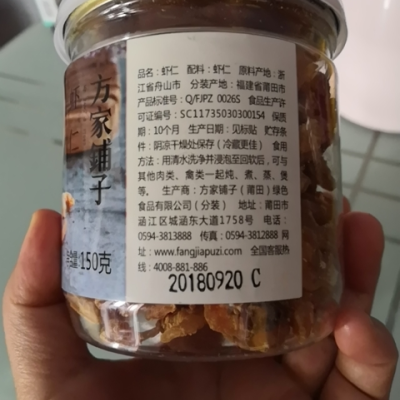 品名：虾仁 配料：虾仁 原料产地：浙
江省舟山市 分装产地：福建省莆田市
产品标准号：Q/FJPZ 0026S 食品生产许
可证编号：SC11735030300154 保质
期：10个月 生产日期：见标贴 贮存条
件：阴凉干燥处保存（冷藏更佳） 食用
方法：用清水洗净并浸泡至回软后，可与
其他肉类、禽类一起炖、煮、蒸、煲
等。 生产商：方家铺子（莆田）绿色
食品有限公司（分装） 地址：莆田市
涵江区城涵东大道1758号 电话：
0594-3813888 传真：0594-3812888 网
址：www.fangjiapuzi.com 全国客服热
线：4008-881-886
20180920 C
方家铺子
虾仁
净含量:150克